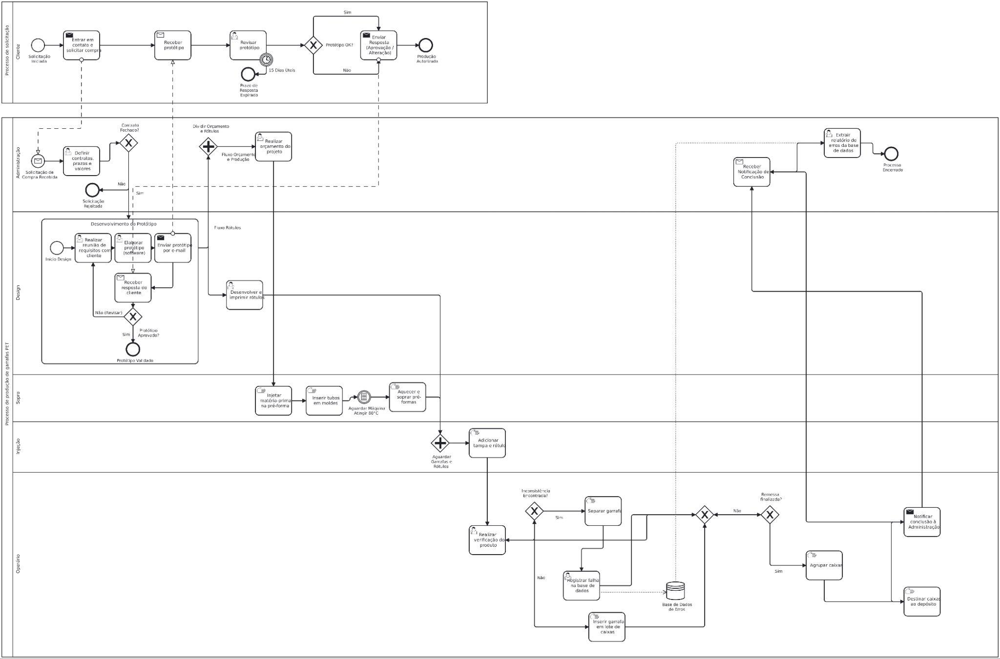 Processo de solicitação
Cliente
Solicitação
Iniciada
Entrar em
contato e
solicitar compra
Receber
protótipo
Revisar
protótipo
15 Dias Úteis
Prazo de
Resposta
Expirado
Protótipo OK?
Sim
Não
Enviar
Resposta
(Aprovação /
Alteração)
Produção
Autorizada
Processo de produção de garrafas PET
Administração
Solicitação de
Compra Recebida
Definir
contratos,
prazos e
valores
Contrato
Fechado?
Não
Sim
Solicitação
Rejeitada
Dividir Orçamento
e Rótulos
Fluxo Orçamento
e Produção
Realizar
orçamento do
projeto
Receber
Notificação de
Conclusão
Extrair
relatório de
erros da base
de dados
Processo
Encerrado
Design
Desenvolvimento do Protótipo
Início Design
Realizar
reunião de
requisitos com
cliente
Elaborar
protótipo
(software)
Enviar protótipo
por e-mail
Receber
resposta do
cliente
Não (Revisar)
Protótipo
Aprovado?
Sim
Protótipo Validado
Fluxo Rótulos
Desenvolver e
imprimir rótulos
Sopro
Injetar
matéria-prima
na pré-forma
Inserir tubos
em moldes
Aguardar Máquina
Atingir 80°C
Aquecer e
soprar pré-
formas
Injeção
Aguardar
Garrafas e
Rótulos
Adicionar
tampa e rótulo
Operário
Realizar
verificação do
produto
Inconsistência
Encontrada?
Sim
Não
Separar garrafa
Registrar falha
na base de
dados
Inserir garrafa
em lote de
caixas
Base de Dados
de Erros
Não
Remessa
finalizada?
Sim
Agrupar caixas
Notificar
conclusão à
Administração
Destinar caixas
ao depósito